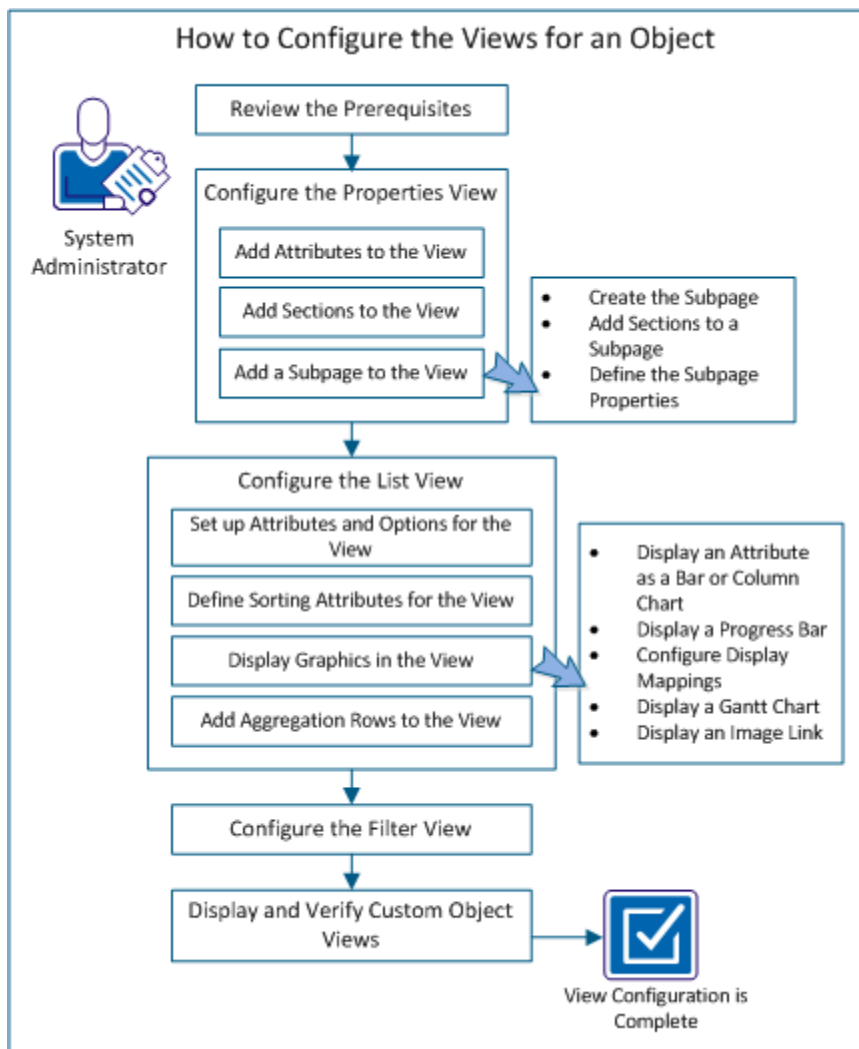 How to Configure the Views for an Object
Review the Prerequisites
System
Administrator
Configure the Properties View
Add Attributes to the View
Add Sections to the View
Add a Subpage to the View
• Create the Subpage
• Add Sections to a
Subpage
• Define the Subpage
Properties
Configure the List View
Set up Attributes and Options for the
View
Define Sorting Attributes for the View
Display Graphics in the View
Add Aggregation Rows to the View
• Display an Attribute
as a Bar or Column
Chart
• Display a Progress Bar
• Configure Display
Mappings
• Display a Gantt Chart
• Display an Image Link
Configure the Filter View
Display and Verify Custom Object
Views
View Configuration is
Complete